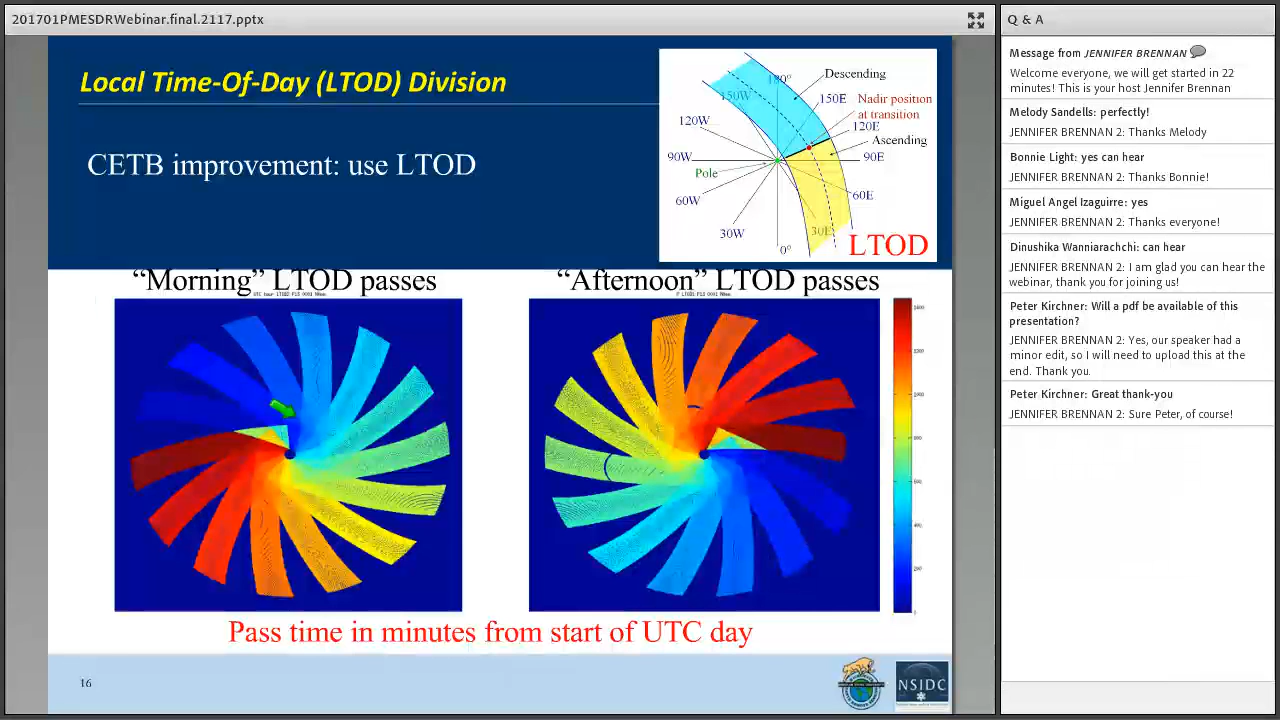 201701PMESDRWebinar.final.2117.pptx
Local Time-Of-Day (LTOD) Division
CETB improvement: use LTOD
180°
Descending
150W
150E
Nadir position
at transition
120W
120E
Ascending
90W
90E
Pole
60W
60E
30W
30E
0°
LTOD
“Morning” LTOD passes
“Afternoon” LTOD passes
Pass time in minutes from start of UTC day
16
NSIDC
Q & A
Message from JENNIFER BRENNAN
Welcome everyone, we will get started in 22
minutes! This is your host Jennifer Brennan
Melody Sandells: perfectly!
JENNIFER BRENNAN 2: Thanks Melody
Bonnie Light: yes can hear
JENNIFER BRENNAN 2: Thanks Bonnie!
Miguel Angel Izaguirre: yes
JENNIFER BRENNAN 2: Thanks everyone!
Dinushika Wanniarachchi: can hear
JENNIFER BRENNAN 2: I am glad you can hear the
webinar, thank you for joining us!
Peter Kirchner: Will a pdf be available of this
presentation?
JENNIFER BRENNAN 2: Yes, our speaker had a
minor edit, so I will need to upload this at the
end. Thank you.
Peter Kirchner: Great thank-you
JENNIFER BRENNAN 2: Sure Peter, of course!